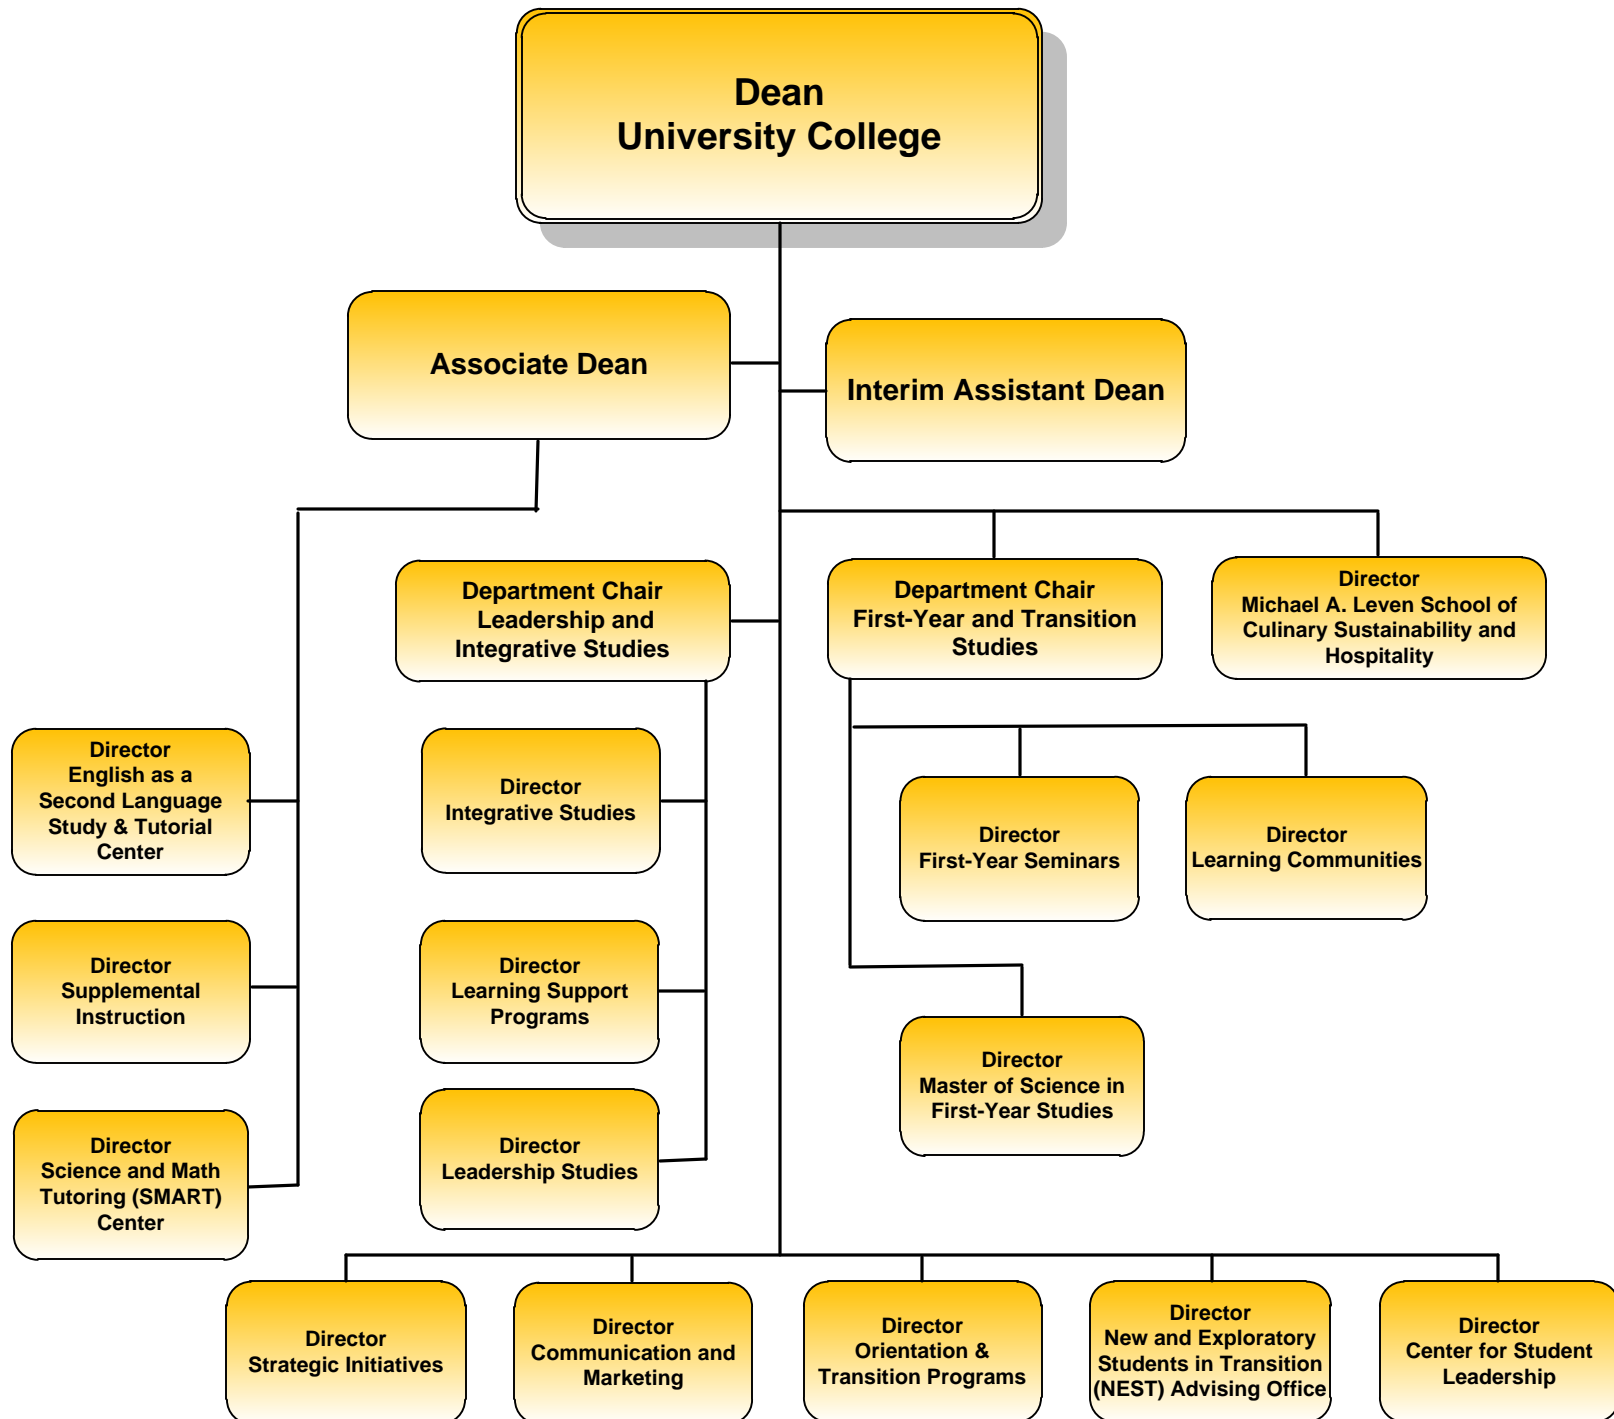 Dean
University College
Associate Dean
Interim Assistant Dean
Department Chair
Leadership and
Integrative Studies
Department Chair
First-Year and Transition
Studies
Director
Michael A. Leven School of
Culinary Sustainability and
Hospitality
Director
English as a
Second Language
Study & Tutorial
Center
Director
Integrative Studies
Director
First-Year Seminars
Director
Learning Communities
Director
Supplemental
Instruction
Director
Learning Support
Programs
Director
Master of Science in
First-Year Studies
Director
Science and Math
Tutoring (SMART)
Center
Director
Leadership Studies
Director
Strategic Initiatives
Director
Communication and
Marketing
Director
Orientation &
Transition Programs
Director
New and Exploratory
Students in Transition
(NEST) Advising Office
Director
Center for Student
Leadership